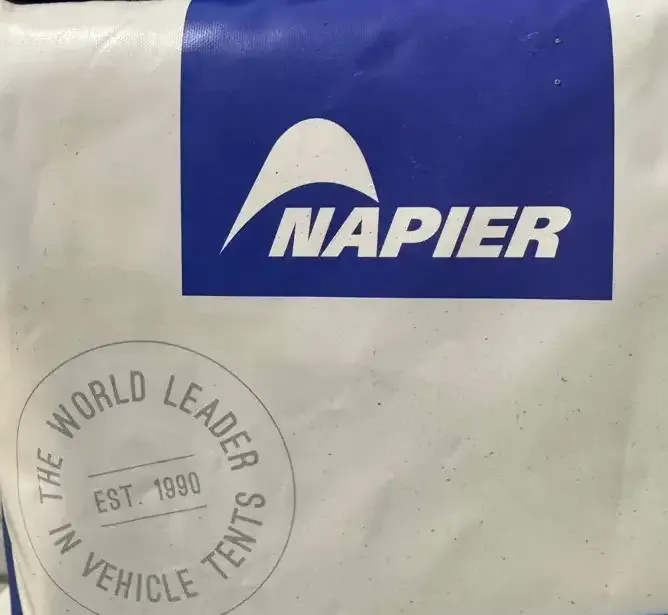 NAPIER
THE WORLD LEADER
EST. 1990
IN VEHICLE TENTS